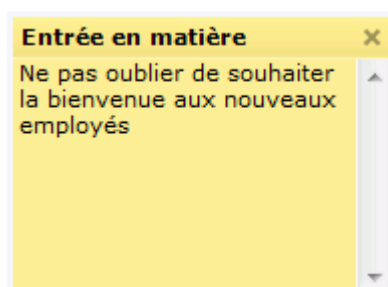 Entrée en matière
Ne pas oublier de souhaiter
la bienvenue aux nouveaux
employés